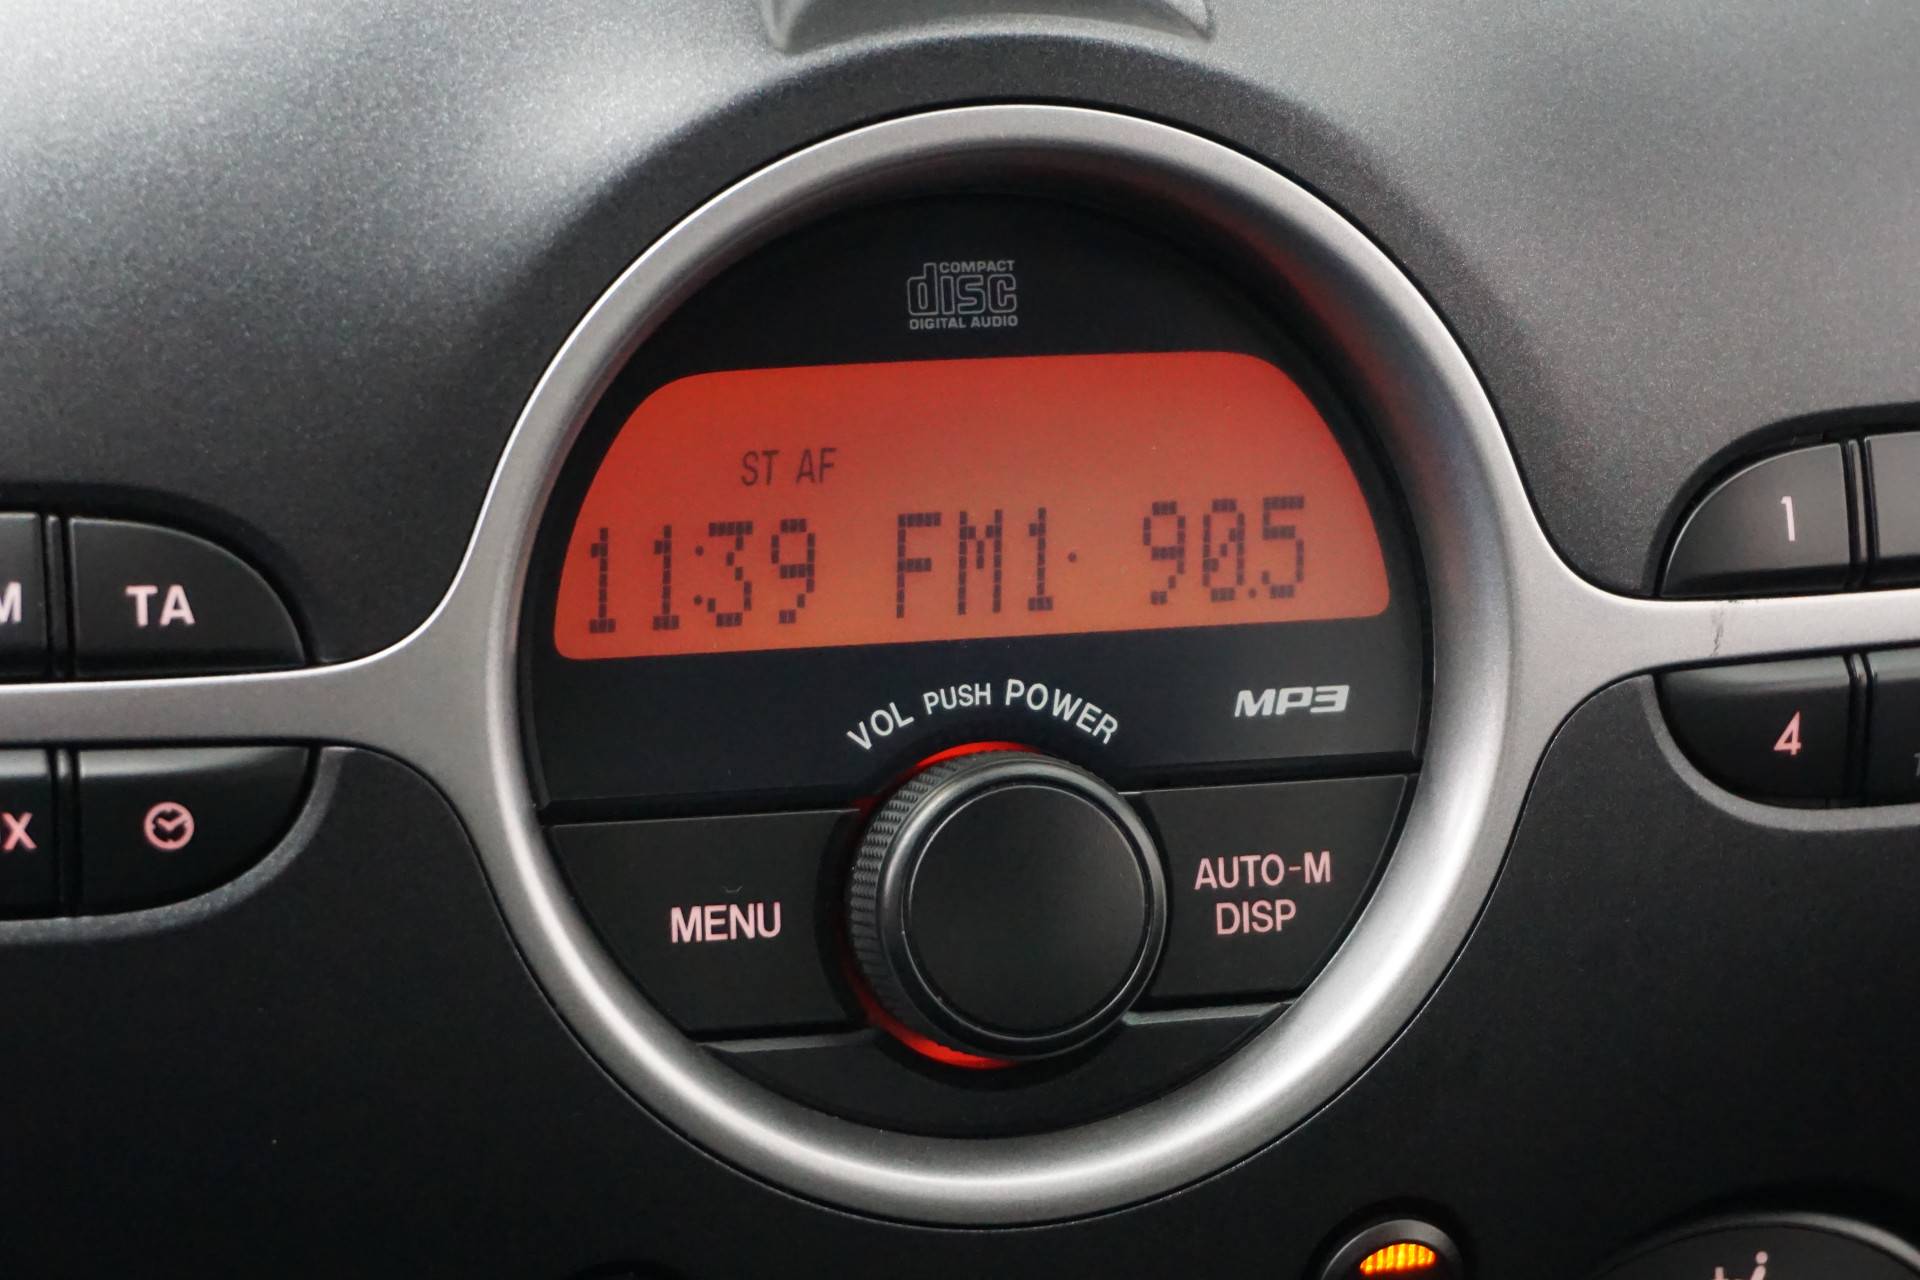 COMPACT
disc
DIGITAL AUDIO
ST AF
11:39 FM1· 90.5
VOL PUSH POWER
MP3
MENU
AUTO-M
DISP
M
TA
X
1
4